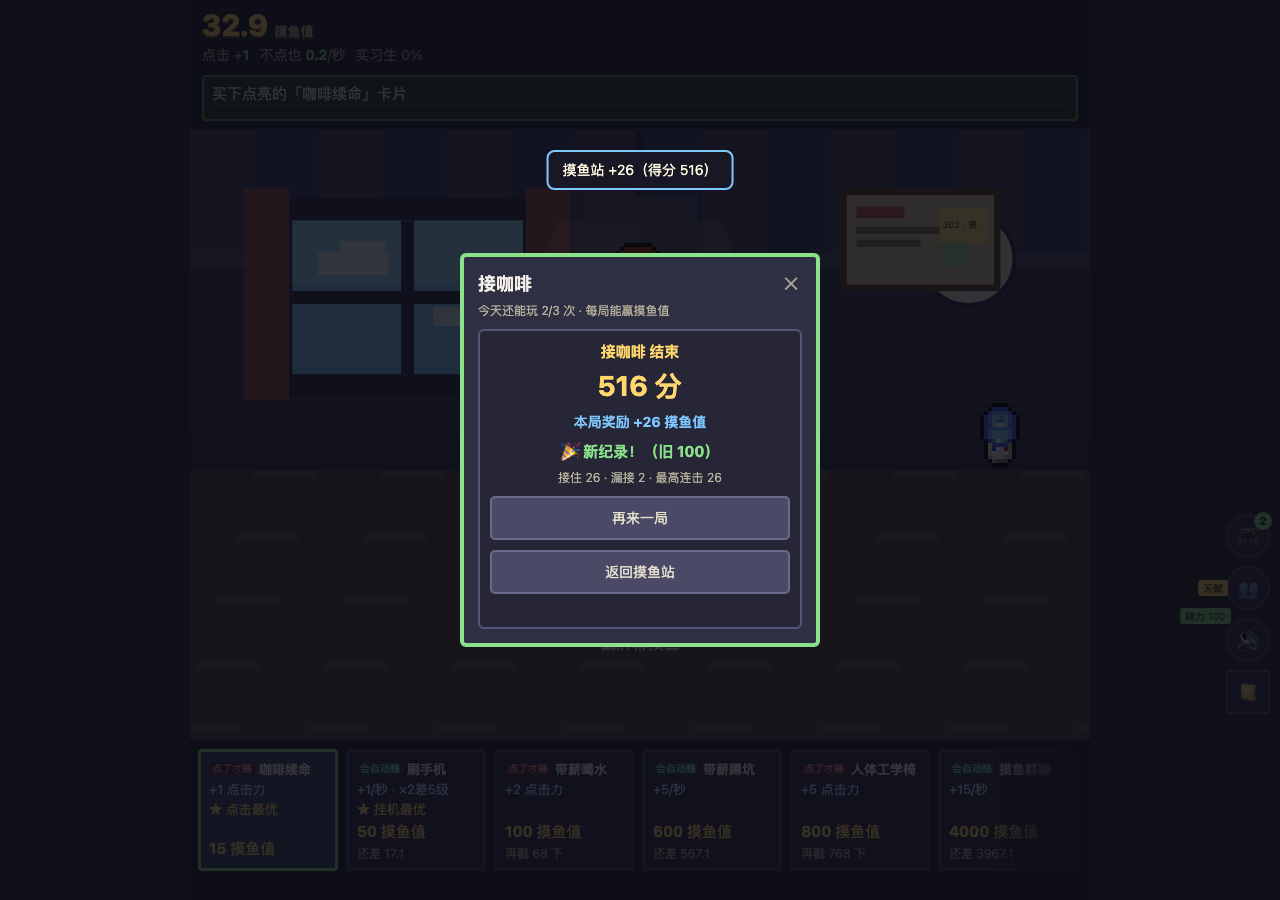 32.9 摸鱼值
点击 +1 不点也 0.2/秒 实习生 0%
买下点亮的「咖啡续命」卡片
摸鱼站 +26（得分 516）
302 · 第
接咖啡
今天还能玩 2/3 次 · 每局能赢摸鱼值
接咖啡 结束
516 分
本局奖励 +26 摸鱼值
🎉新纪录！（旧 100）
接住 26 · 漏接 2 · 最高连击 26
再来一局
返回摸鱼站
2
天赋
精力 100
点了才赚 咖啡续命
+1 点击力
★ 点击最优
15 摸鱼值
会自动赚 刷手机
+1/秒 · ×2差5级
★ 挂机最优
50 摸鱼值
还差 17.1
点了才赚 带薪喝水
+2 点击力
100 摸鱼值
再戳 68 下
会自动赚 带薪蹲坑
+5/秒
600 摸鱼值
还差 567.1
点了才赚 人体工学椅
+5 点击力
800 摸鱼值
再戳 768 下
会自动赚 摸鱼群聊
+15/秒
4000 摸鱼值
还差 3967.1